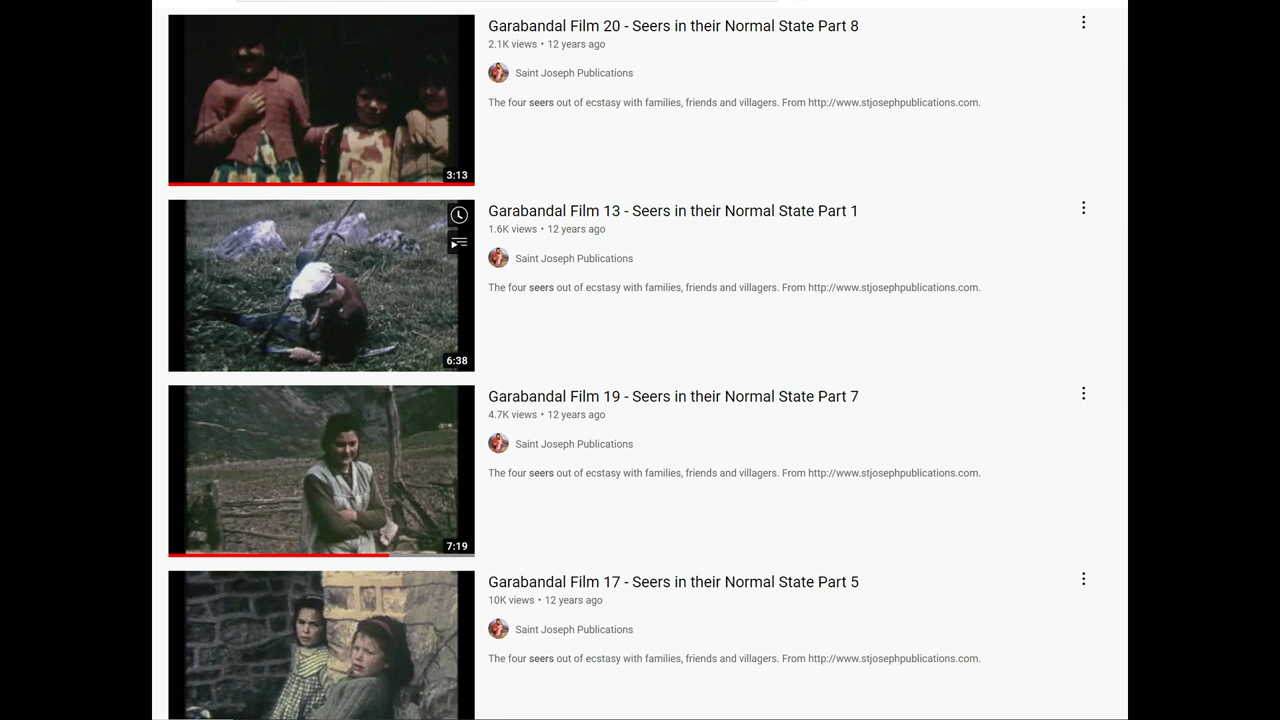 Garabandal Film 20 - Seers in their Normal State Part 8
2.1K views • 12 years ago
Saint Joseph Publications
The four seers out of ecstasy with families, friends and villagers. From http://www.stjosephpublications.com.
3:13
Garabandal Film 13 - Seers in their Normal State Part 1
1.6K views • 12 years ago
Saint Joseph Publications
The four seers out of ecstasy with families, friends and villagers. From http://www.stjosephpublications.com.
6:38
Garabandal Film 19 - Seers in their Normal State Part 7
4.7K views • 12 years ago
Saint Joseph Publications
The four seers out of ecstasy with families, friends and villagers. From http://www.stjosephpublications.com.
7:19
Garabandal Film 17 - Seers in their Normal State Part 5
10K views • 12 years ago
Saint Joseph Publications
The four seers out of ecstasy with families, friends and villagers. From http://www.stjosephpublications.com.